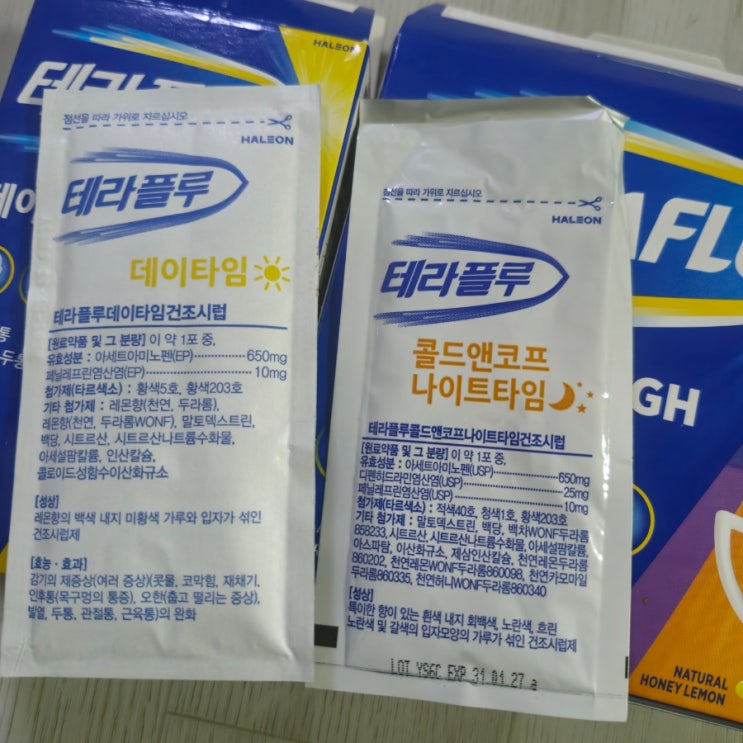 HALEON
점선을 따라 가위로 자르십시오
HALEON
테라플루
데이타임
테라플루데이타임건조시럽
[원료약품 및 그 분량] 이 약 1포 중,
유효성분 : 아세트아미노펜(EP) 650mg
페닐레프린염산염(EP) 10mg
첨가제(타르색소) : 황색5호, 황색203호
기타 첨가제 : 레몬향(천연, 두라롬),
레몬향(천연, 두라롬WONF), 말토덱스트린,
백당, 시트르산, 시트르산나트륨수화물,
아세설팜칼륨, 인산칼슘,
콜로이드성함수이산화규소
[성상]
레몬향의 백색 내지 미황색 가루와 입자가 섞인
건조시럽
[효능·효과]
감기의 제증상(여러 증상)(콧물, 코막힘, 재채기,
인후통(목구멍의 통증), 오한(춥고 떨리는 증상),
발열, 두통, 관절통, 근육통)의 완화
점선을 따라 가위로 자르십시오
HALEON
테라플루
콜드앤코프
나이트타임
테라플루콜드앤코프나이트타임건조시럽
[원료약품 및 그 분량] 이 약 1포 중,
유효성분 : 아세트아미노펜(USP) 650mg
디펜히드라민염산염(USP) 25mg
페닐레프린염산염(USP) 10mg
첨가제(타르색소) : 적색40호, 청색1호, 황색203호
기타 첨가제 : 말토덱스트린, 백당, 백차WONF두라롬
868233, 시트르산, 시트르산나트륨수화물, 아세설팜칼륨,
아스파탐, 이산화규소, 제삼인산칼슘, 천연레몬두라롬
860202, 천연레몬WONF두라롬860098, 천연카모마일
두라롬860335, 천연허니WONF두라롬860340
[성상]
특이한 향이 있는 흰색 내지 회백색, 노란색, 흐린
노란색 및 갈색의 입자모양의 가루가 섞인 건조시럽제
LOT YS6C EXP 31.01.27 a
NATURAL
HONEY LEMON